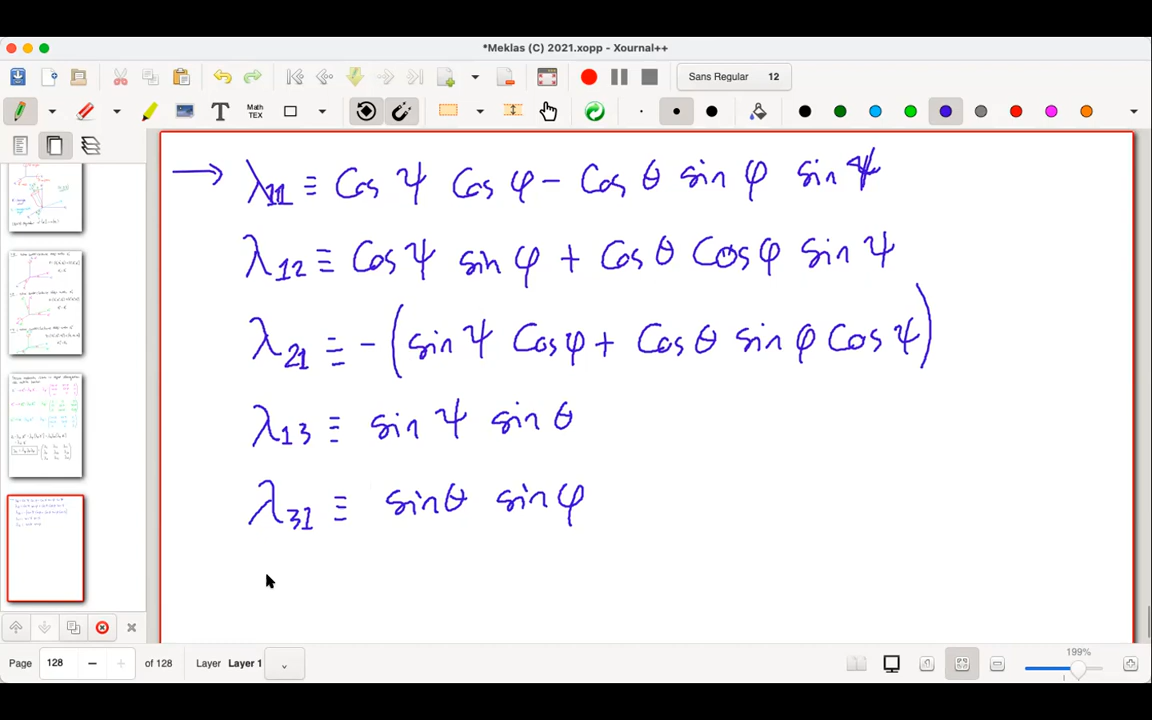 *Meklas (C) 2021.xopp - Xournal++
Sans Regular 12
Math
TEX
→ λ11 ≡ Cos ψ Cos φ - Cos θ sin φ sin ψ
λ12 ≡ Cos ψ sin φ + Cos θ Cos φ sin ψ
λ21 ≡ - (sin ψ Cos φ + Cos θ sin φ Cos ψ)
λ13 ≡ sin ψ sin θ
λ31 ≡ sin θ sin φ
Page 128 of 128 Layer Layer 1 199%